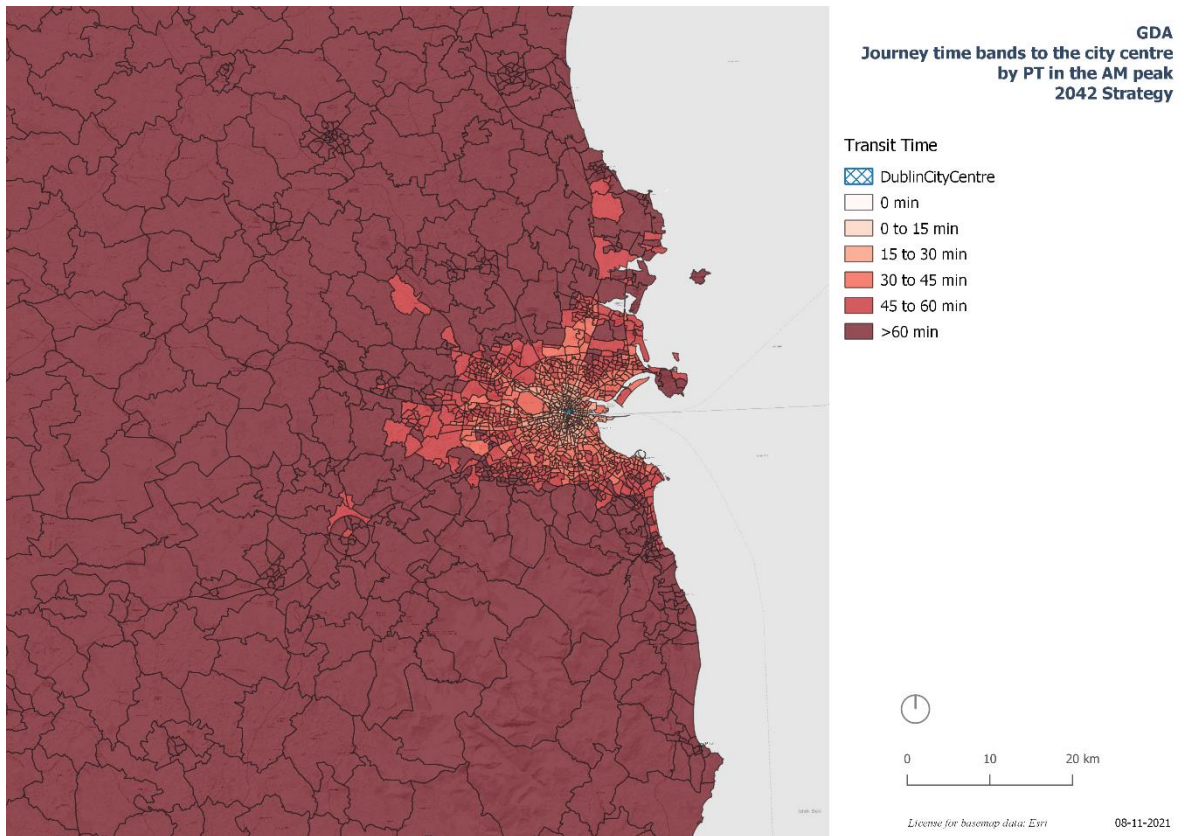 GDA
Journey time bands to the city centre
by PT in the AM peak
2042 Strategy
Transit Time
DublinCityCentre
0 min
0 to 15 min
15 to 30 min
30 to 45 min
45 to 60 min
>60 min
0 10 20 km
License for basemap data: Esri 08-11-2021